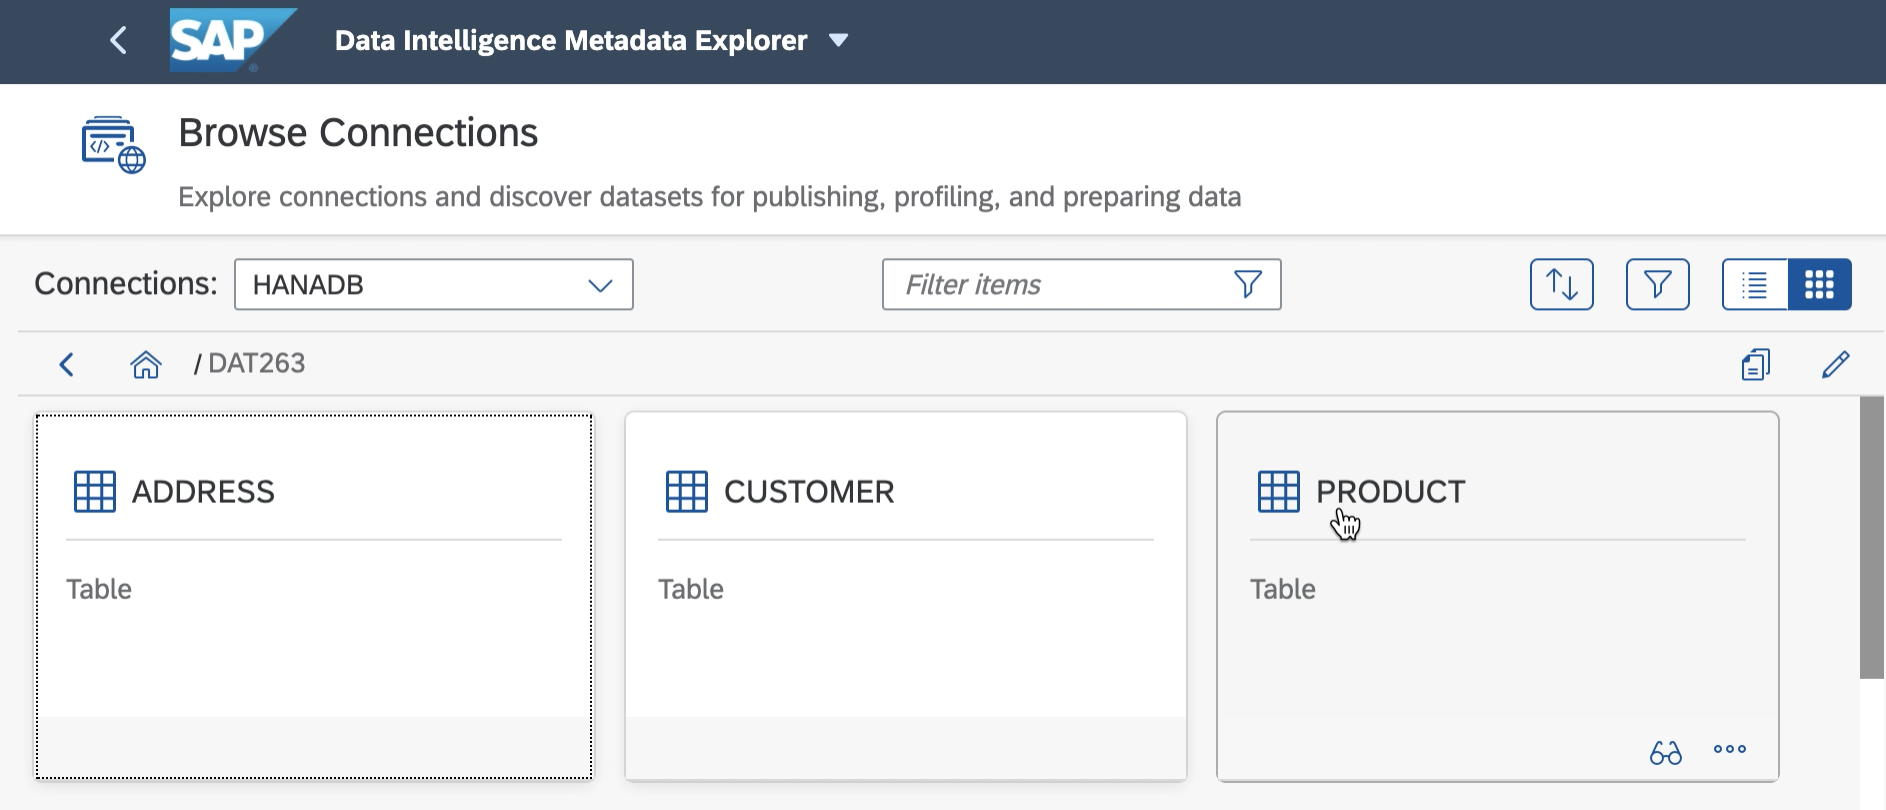 SAP
Data Intelligence Metadata Explorer
Browse Connections
Explore connections and discover datasets for publishing, profiling, and preparing data
Connections: HANADB Filter items
/ DAT263
ADDRESS CUSTOMER PRODUCT
Table Table Table